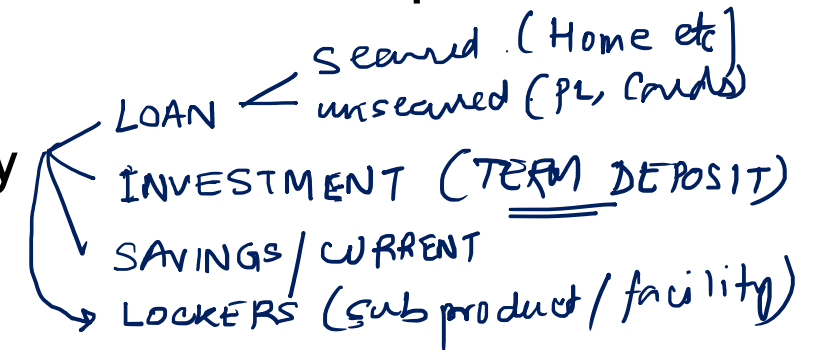 secured (Home etc)
LOAN
unsecured (PL, Cards)
y
INVESTMENT (TERM DEPOSIT)
SAVINGS/CURRENT
LOCKERS (sub product/facility)